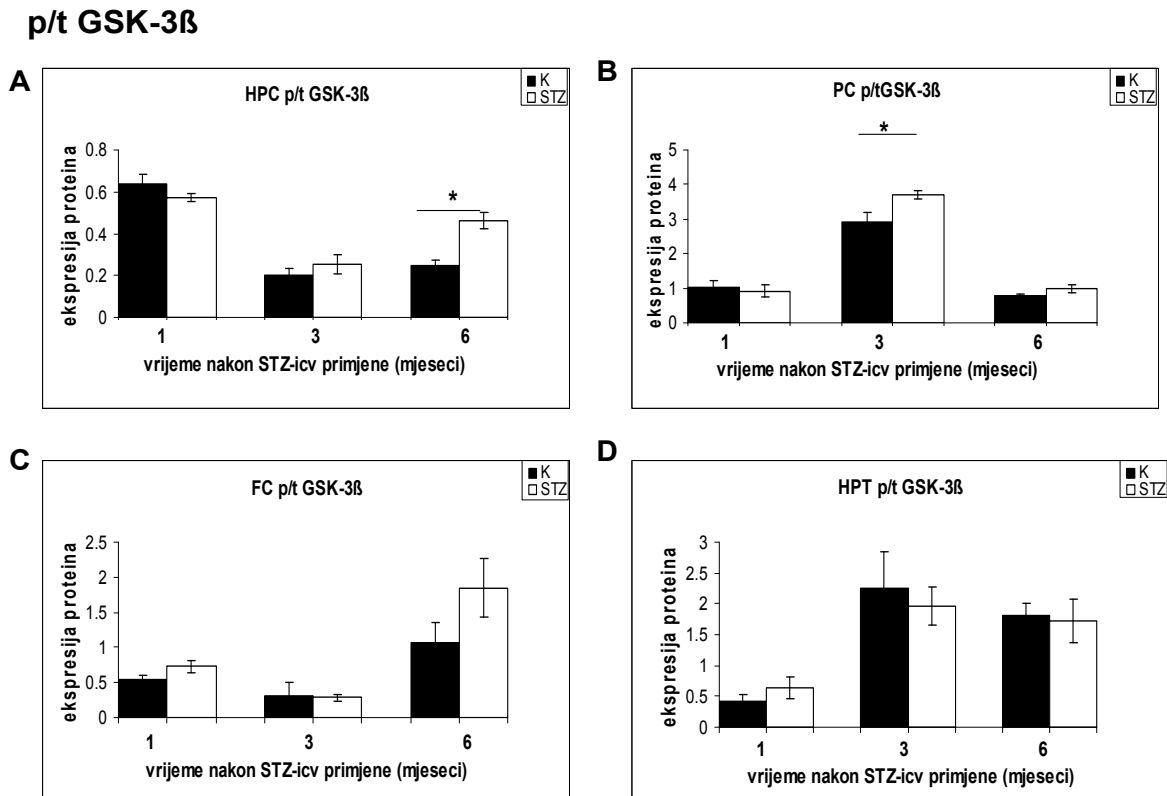 p/t GSK-3ß
A
HPC p/t GSK-3ß
K
STZ
ekspresija proteina
0.8
0.6
0.4
0.2
0
*
1 3 6
vrijeme nakon STZ-icv primjene (mjeseci)
B
PC p/tGSK-3ß
K
STZ
ekspresija proteina
5
4
3
2
1
0
*
1 3 6
vrijeme nakon STZ-icv primjene (mjeseci)
C
FC p/t GSK-3ß
K
STZ
ekspresija proteina
2.5
2
1.5
1
0.5
0
1 3 6
vrijeme nakon STZ-icv primjene (mjeseci)
D
HPT p/t GSK-3ß
K
STZ
ekspresija proteina
3
2.5
2
1.5
1
0.5
0
1 3 6
vrijeme nakon STZ-icv primjene (mjeseci)